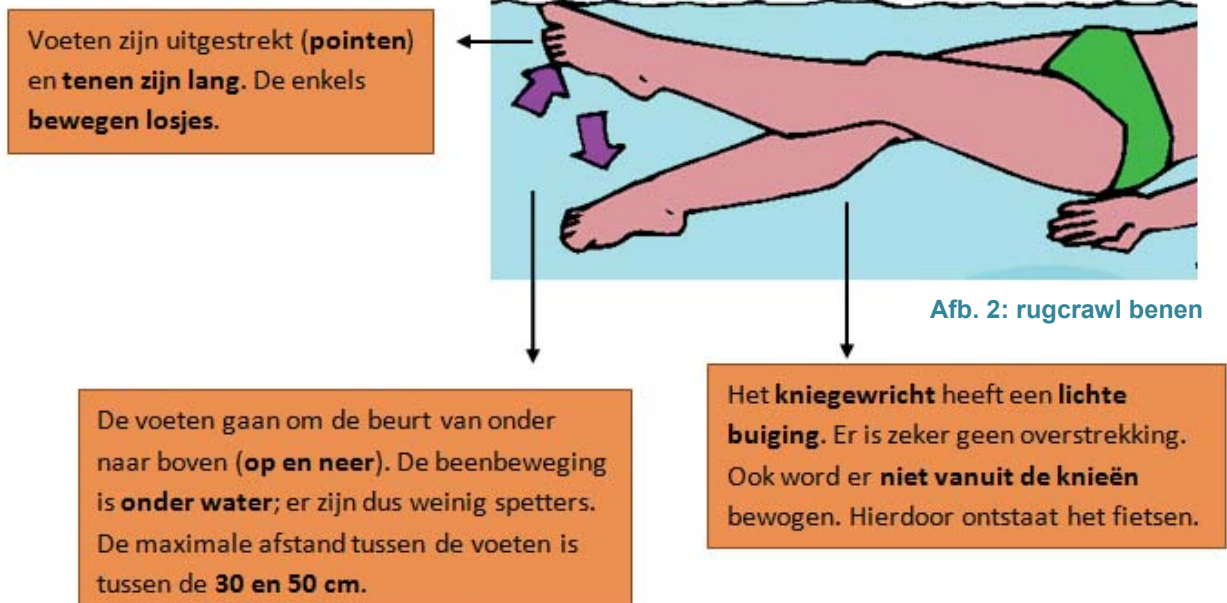 Voeten zijn uitgestrekt (pointen)
en tenen zijn lang. De enkels
bewegen losjes.
Afb. 2: rugcrawl benen
De voeten gaan om de beurt van onder
naar boven (op en neer). De beenbeweging
is onder water; er zijn dus weinig spetters.
De maximale afstand tussen de voeten is
tussen de 30 en 50 cm.
Het kniegewricht heeft een lichte
buiging. Er is zeker geen overstrekking.
Ook word er niet vanuit de knieën
bewogen. Hierdoor ontstaat het fietsen.